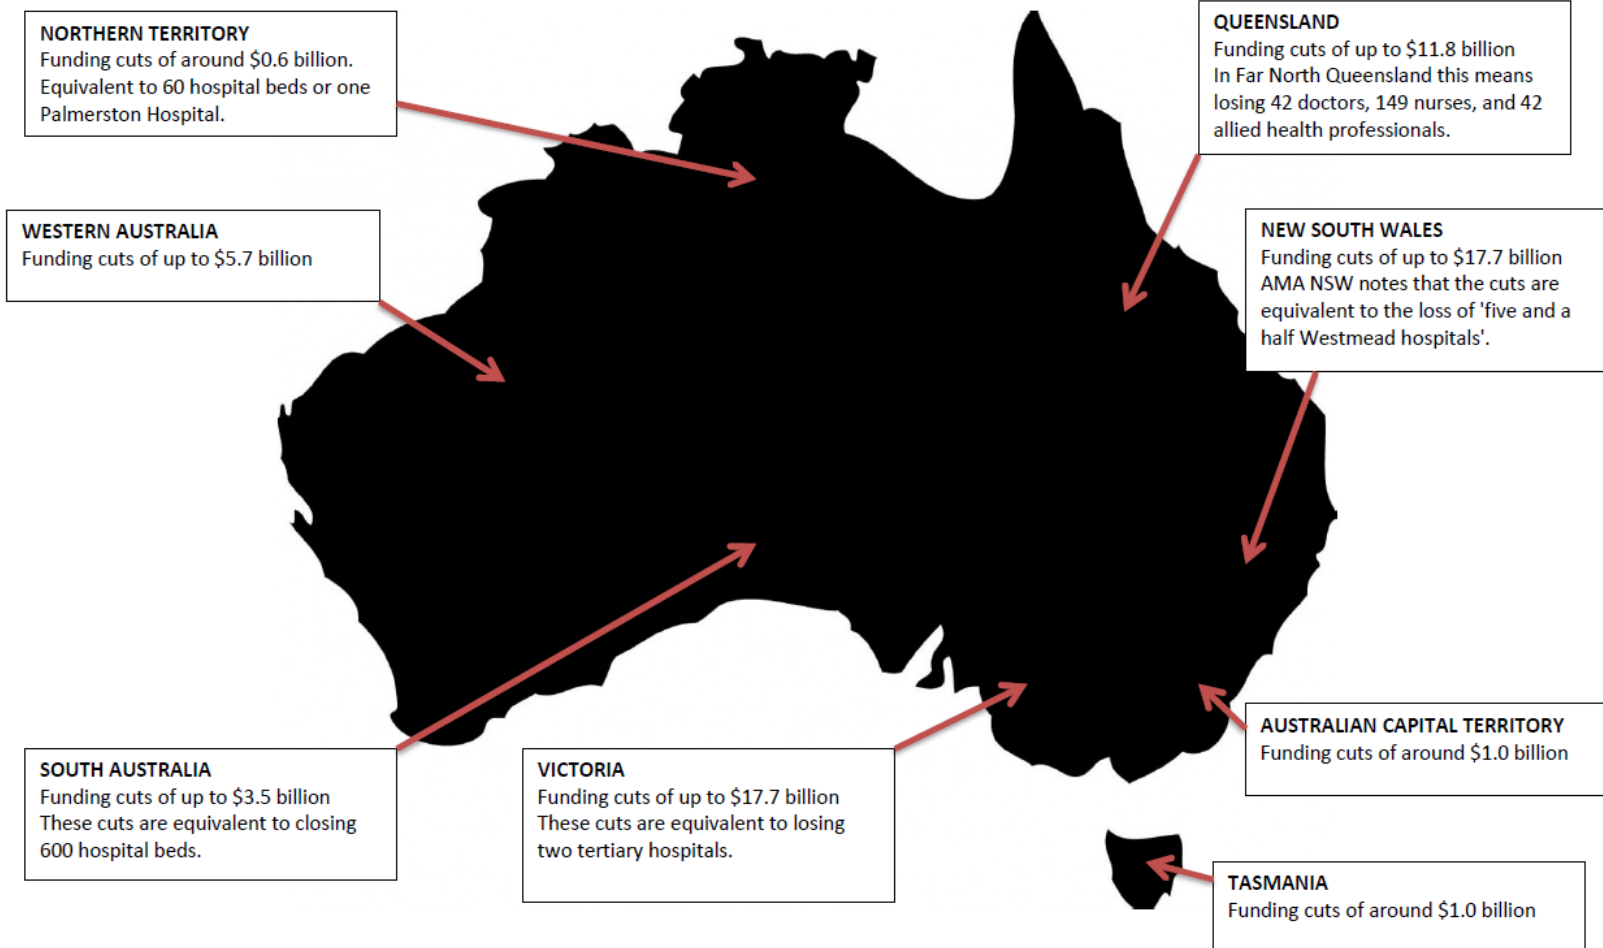 NORTHERN TERRITORY
Funding cuts of around $0.6 billion.
Equivalent to 60 hospital beds or one
Palmerston Hospital.
QUEENSLAND
Funding cuts of up to $11.8 billion
In Far North Queensland this means
losing 42 doctors, 149 nurses, and 42
allied health professionals.
WESTERN AUSTRALIA
Funding cuts of up to $5.7 billion
NEW SOUTH WALES
Funding cuts of up to $17.7 billion
AMA NSW notes that the cuts are
equivalent to the loss of 'five and a
half Westmead hospitals'.
SOUTH AUSTRALIA
Funding cuts of up to $3.5 billion
These cuts are equivalent to closing
600 hospital beds.
VICTORIA
Funding cuts of up to $17.7 billion
These cuts are equivalent to losing
two tertiary hospitals.
AUSTRALIAN CAPITAL TERRITORY
Funding cuts of around $1.0 billion
TASMANIA
Funding cuts of around $1.0 billion